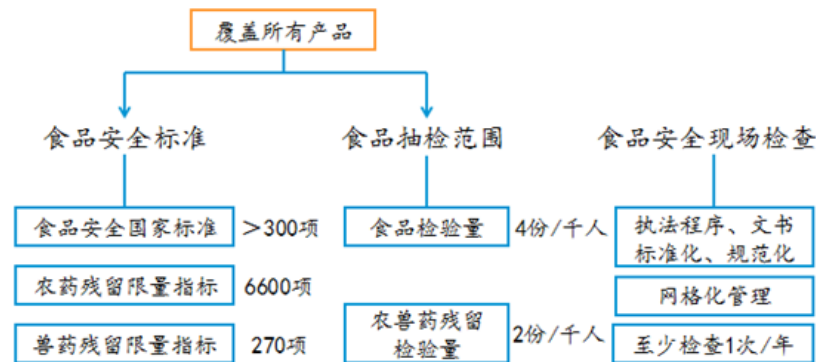 覆盖所有产品
食品安全标准
食品抽检范围
食品安全现场检查
食品安全国家标准
>300项
食品检验量
4份/千人
执法程序、文书
标准化、规范化
农药残留限量指标
6600项
网格化管理
兽药残留限量指标
270项
农兽药残留
检验量
2份/千人
至少检查1次/年